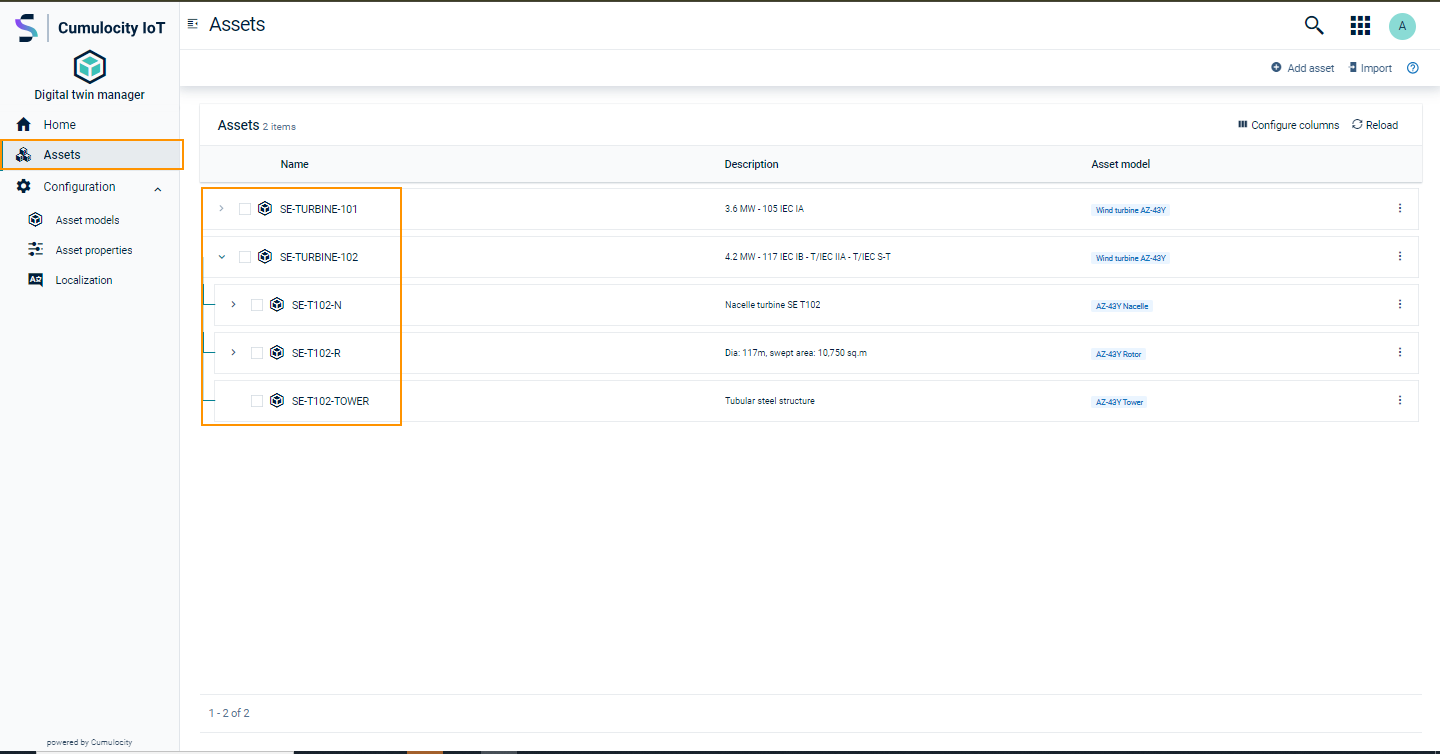 Cumulocity IoT
Digital twin manager
Home
Assets
Configuration
Asset models
Asset properties
Localization
powered by Cumulocity
Assets
A
Add asset
Import
Assets 2 items
Configure columns
Reload
Name Description Asset model
SE-TURBINE-101 3.6 MW - 105 IEC IA Wind turbine AZ-43Y
SE-TURBINE-102 4.2 MW - 117 IEC IB - T/IEC IIA - T/IEC S-T Wind turbine AZ-43Y
SE-T102-N Nacelle turbine SE T102 AZ-43Y Nacelle
SE-T102-R Dia: 117m, swept area: 10,750 sq.m AZ-43Y Rotor
SE-T102-TOWER Tubular steel structure AZ-43Y Tower
1 - 2 of 2